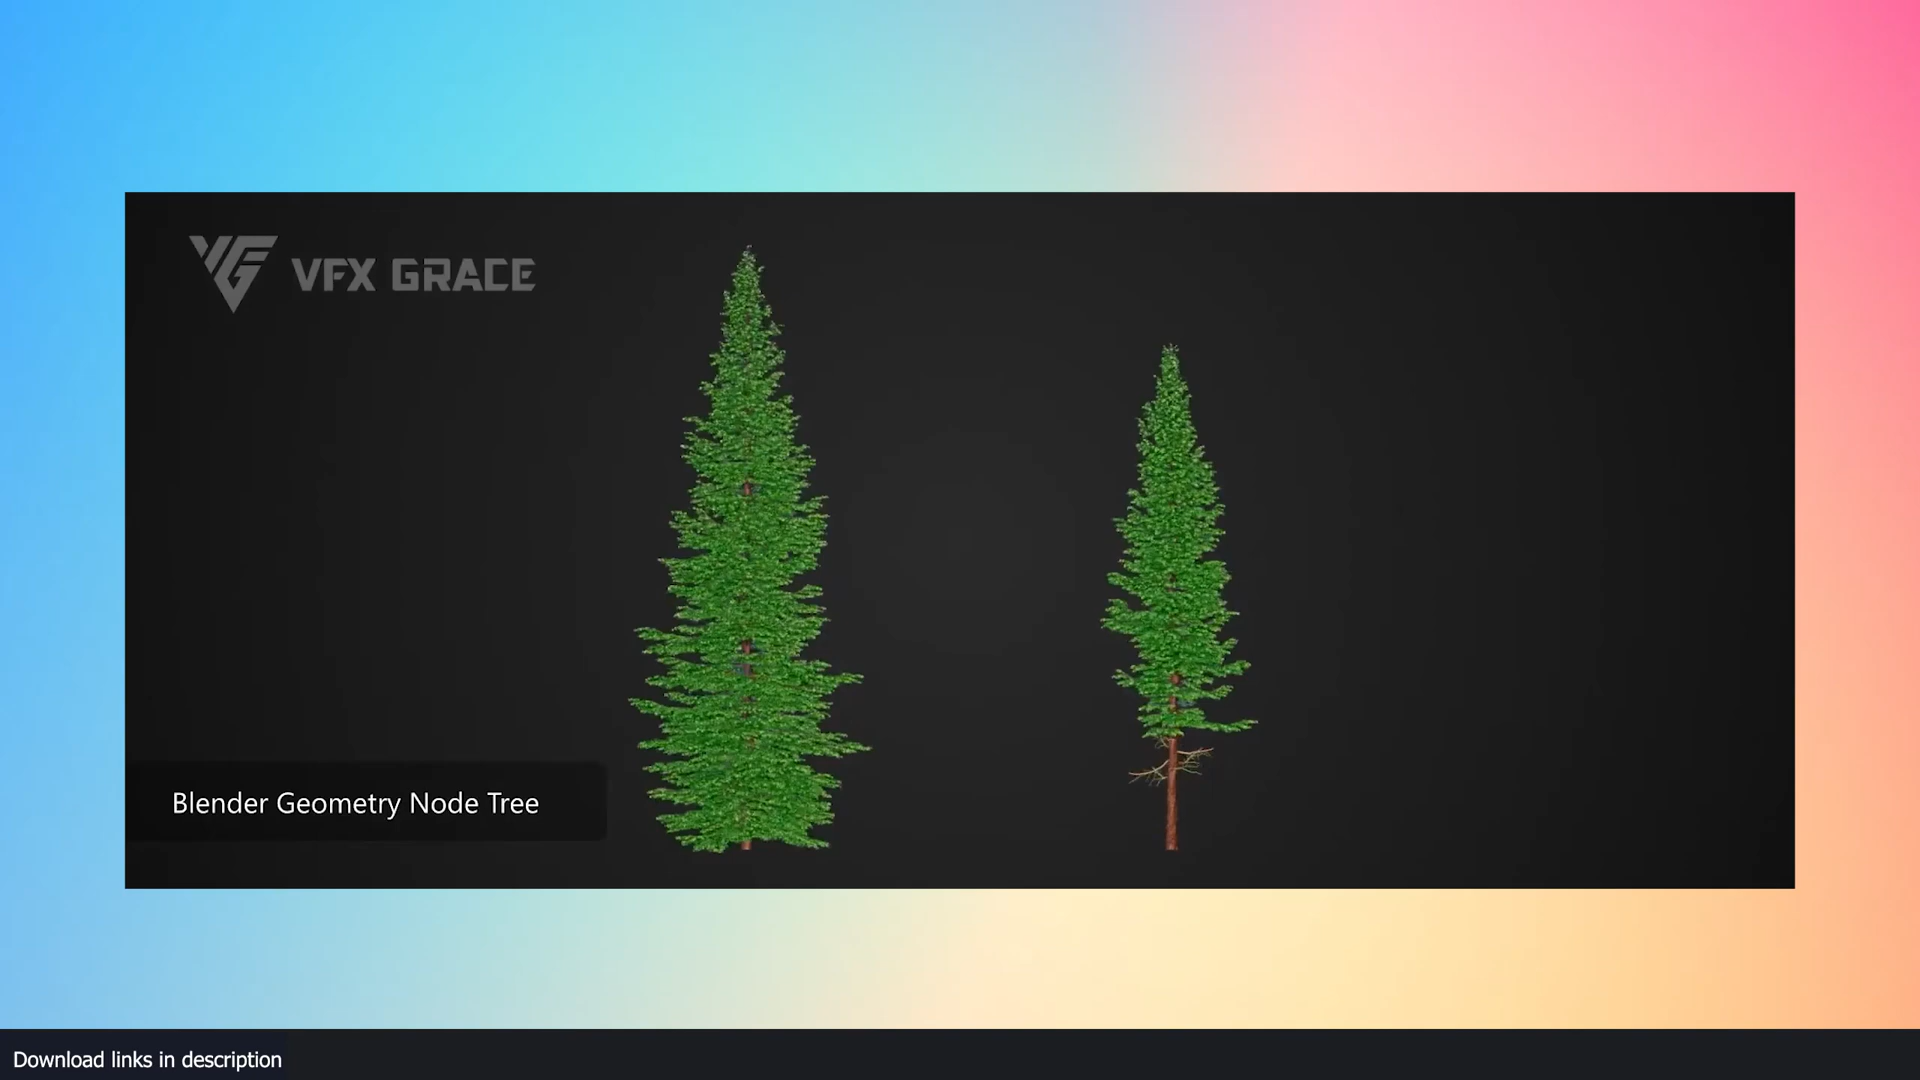 VFX GRACE
Blender Geometry Node Tree
Download links in description